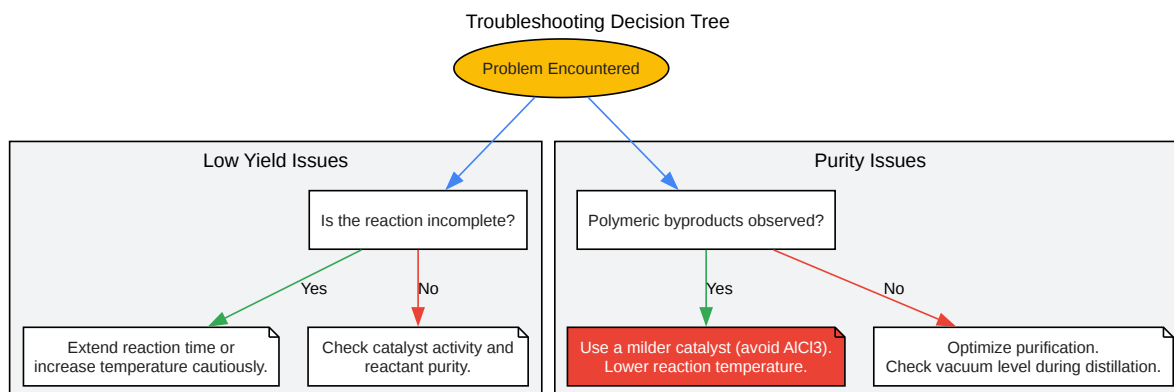 Troubleshooting Decision Tree
Problem Encountered
Low Yield Issues
Purity Issues
Is the reaction incomplete?
Polymeric byproducts observed?
Yes
No
Yes
No
Extend reaction time or
increase temperature cautiously.
Check catalyst activity and
reactant purity.
Use a milder catalyst (avoid AlCl3).
Lower reaction temperature.
Optimize purification.
Check vacuum level during distillation.